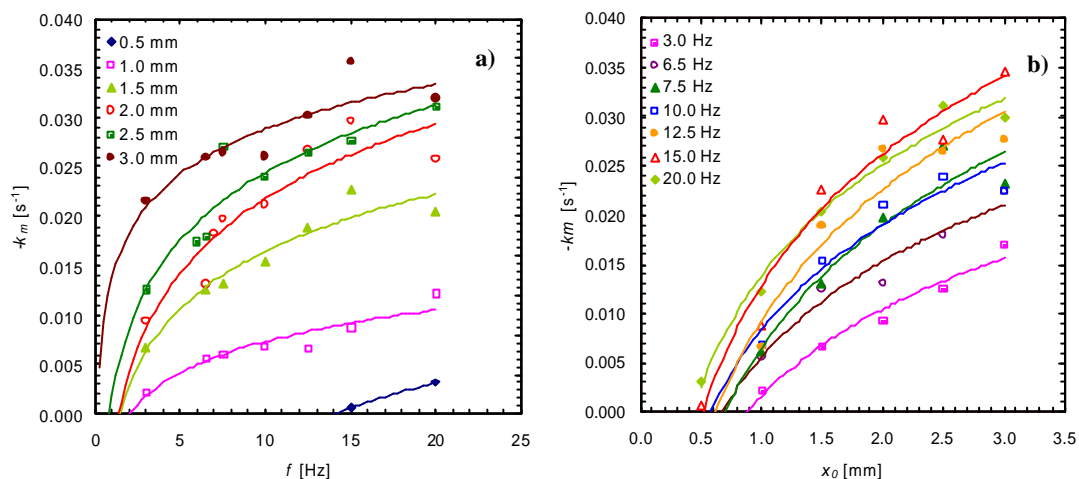 a)
0.040
0.035
0.030
0.025
0.020
0.015
0.010
0.005
0.000
-k_m [s^-1]
0.5 mm
1.0 mm
1.5 mm
2.0 mm
2.5 mm
3.0 mm
0 5 10 15 20 25
f [Hz]
b)
0.040
0.035
0.030
0.025
0.020
0.015
0.010
0.005
0.000
-km [s^-1]
3.0 Hz
6.5 Hz
7.5 Hz
10.0 Hz
12.5 Hz
15.0 Hz
20.0 Hz
0.0 0.5 1.0 1.5 2.0 2.5 3.0 3.5
x_0 [mm]